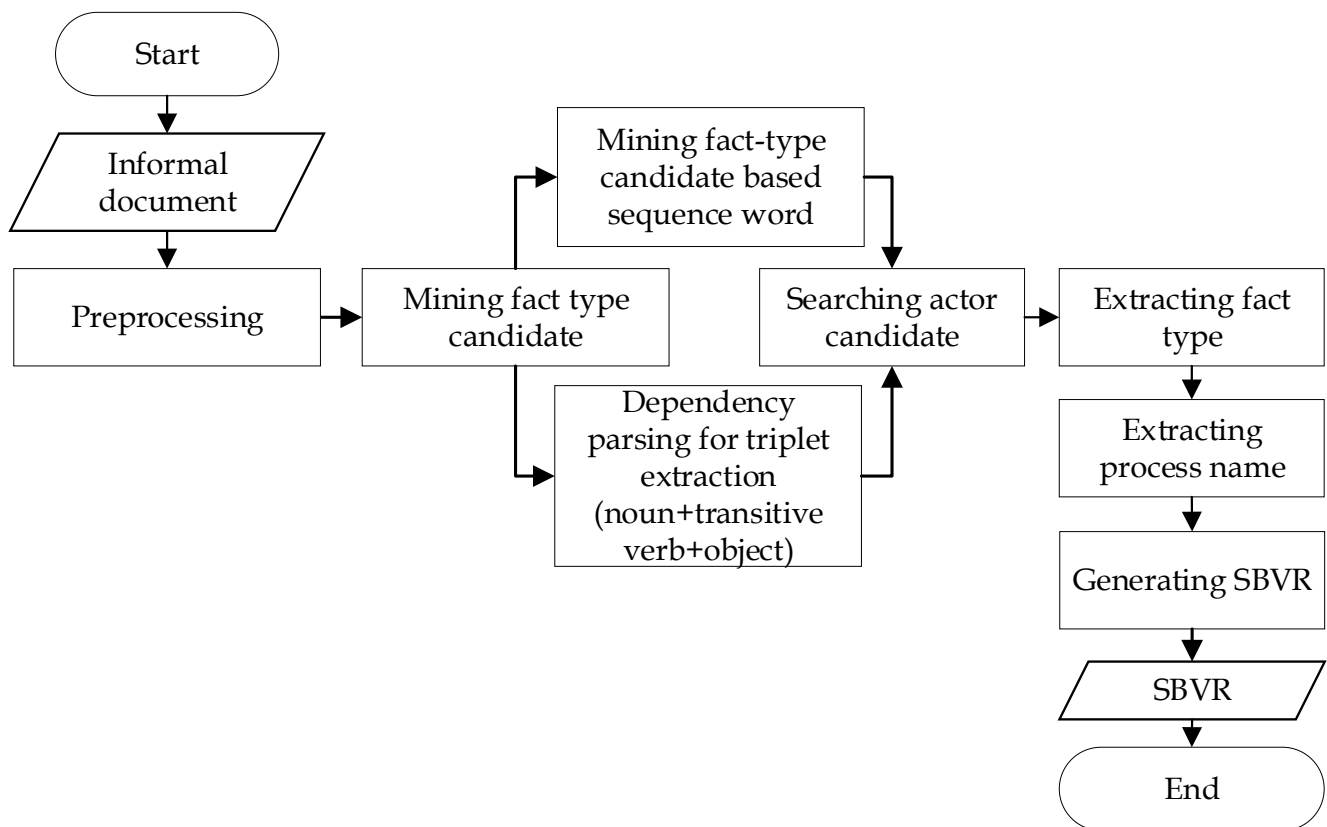 Start
Informal
document
Preprocessing
Mining fact type
candidate
Mining fact-type
candidate based
sequence word
Dependency
parsing for triplet
extraction
(noun+transitive
verb+object)
Searching actor
candidate
Extracting fact
type
Extracting
process name
Generating SBVR
SBVR
End